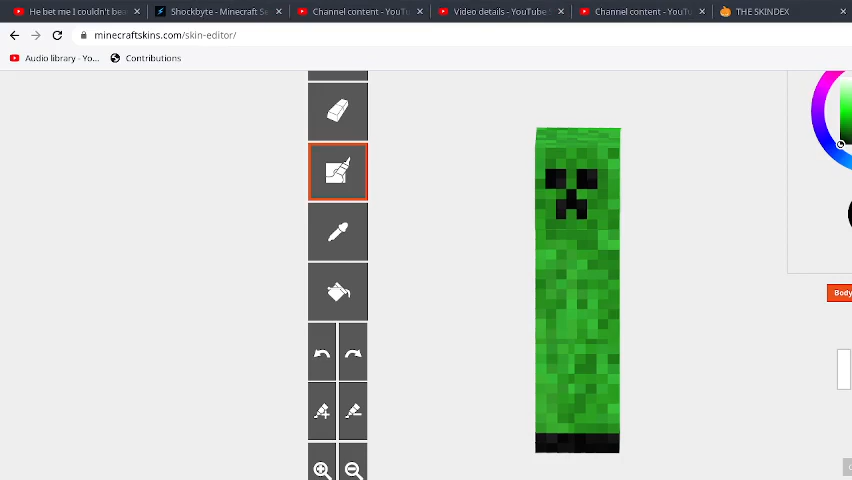 He bet me I couldn't be
Shockbyte - Minecraft Se
Channel content - YouTu
Video details - YouTube
Channel content - YouTu
THE SKINDEX
minecraftskins.com/skin-editor/
Audio library - Yo...
Contributions
Body